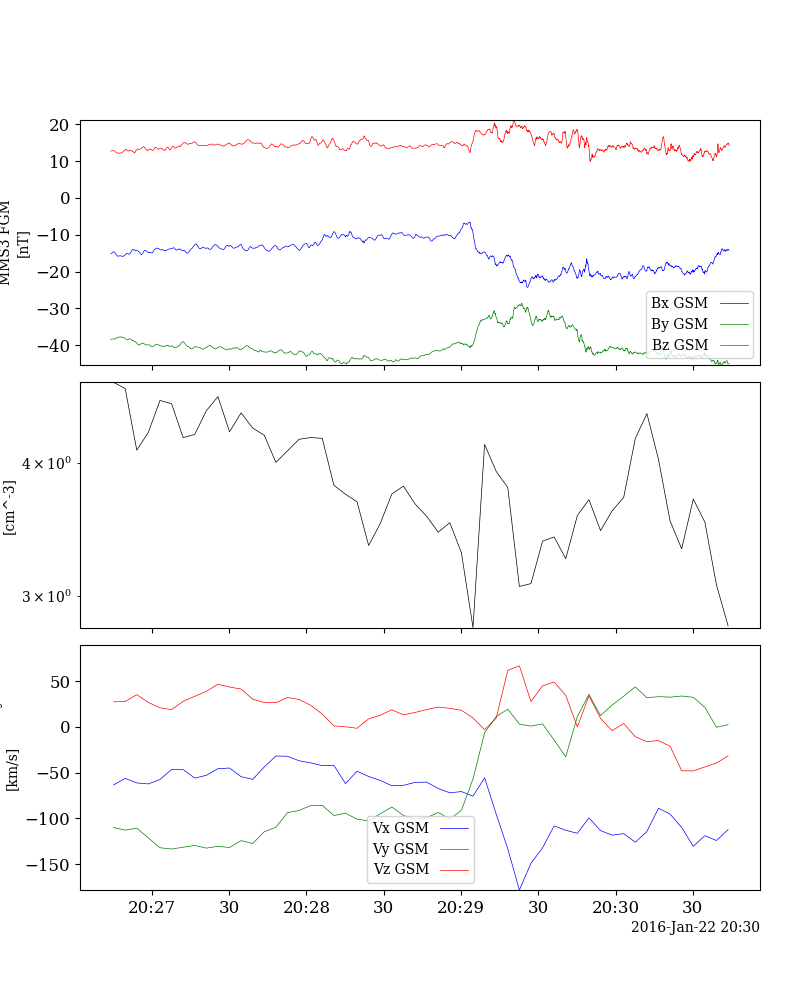 20
10
0
−10
−20
−30
−40
MMS3 FGM
[nT]
Bx GSM
By GSM
Bz GSM
4 × 10⁰
3 × 10⁰
[cm^-3]
50
0
−50
−100
−150
[km/s]
Vx GSM
Vy GSM
Vz GSM
20:27 30 20:28 30 20:29 30 20:30 30
2016-Jan-22 20:30